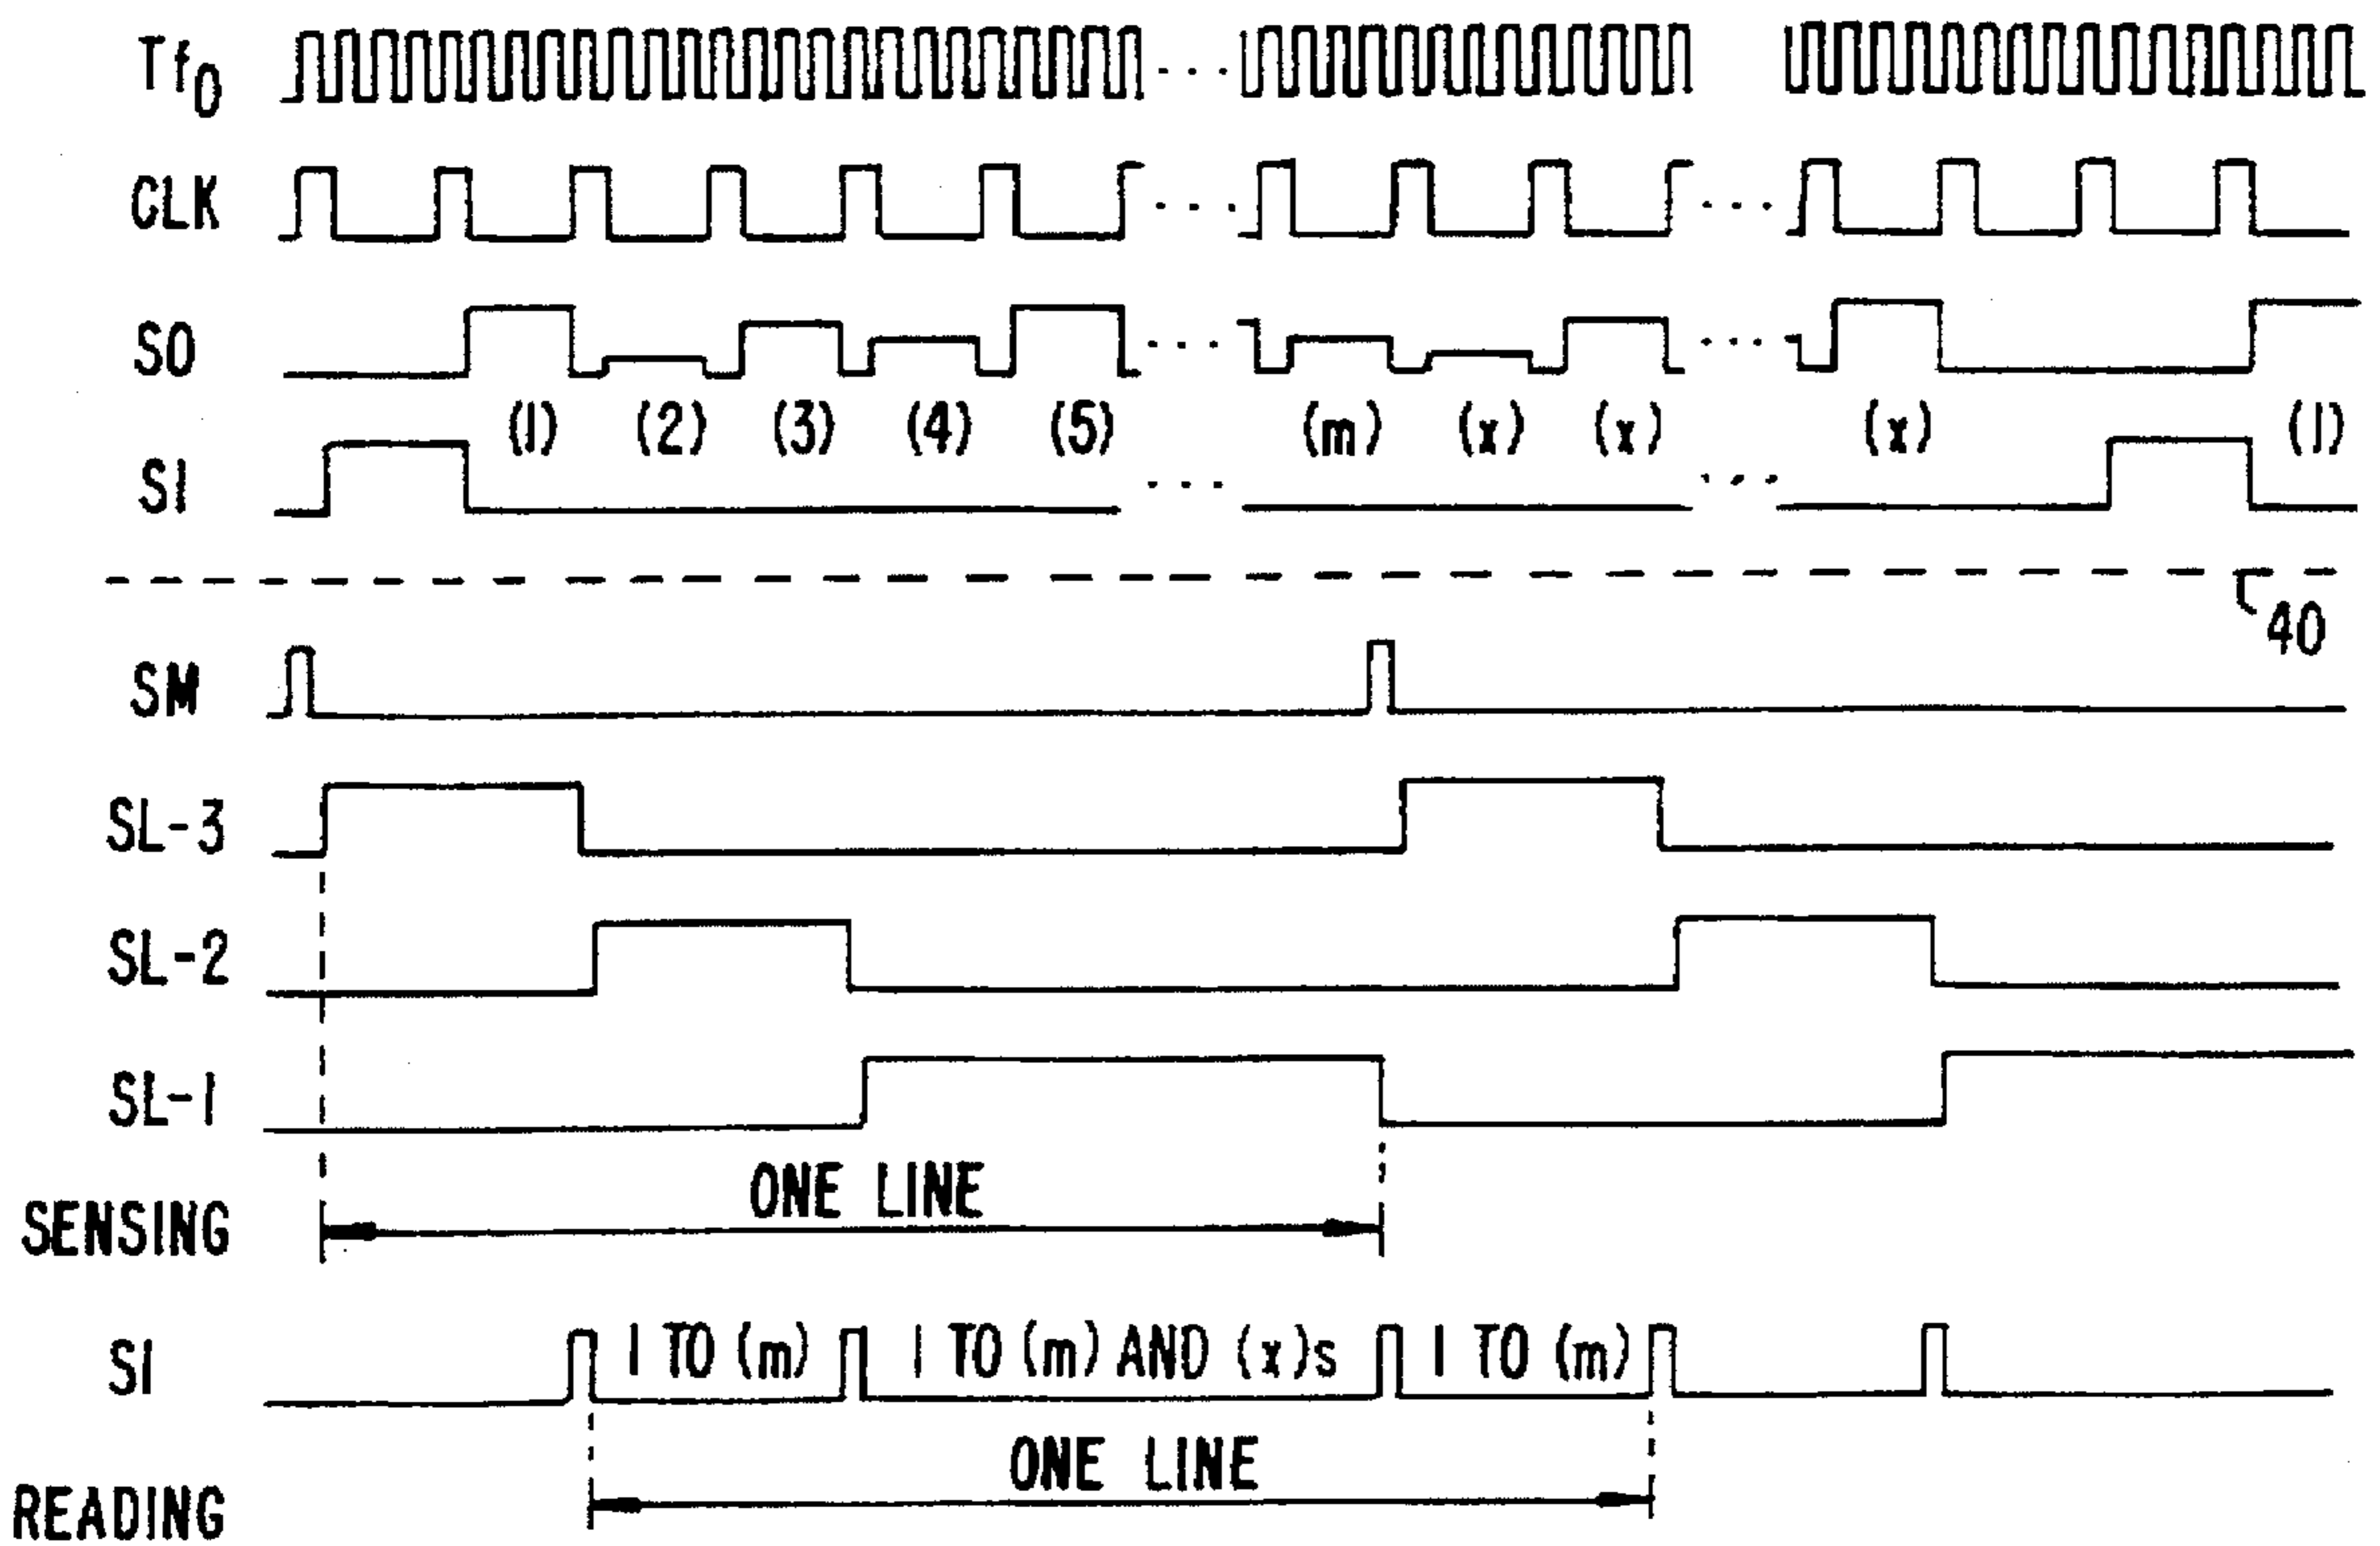 Tf0
CLK
SO
(1) (2) (3) (4) (5) (m) (x) (x) (x) (1)
SI
40
SM
SL-3
SL-2
SL-1
ONE LINE
SENSING
SI 1 TO (m) 1 TO (m) AND (x)s 1 TO (m)
ONE LINE
READING